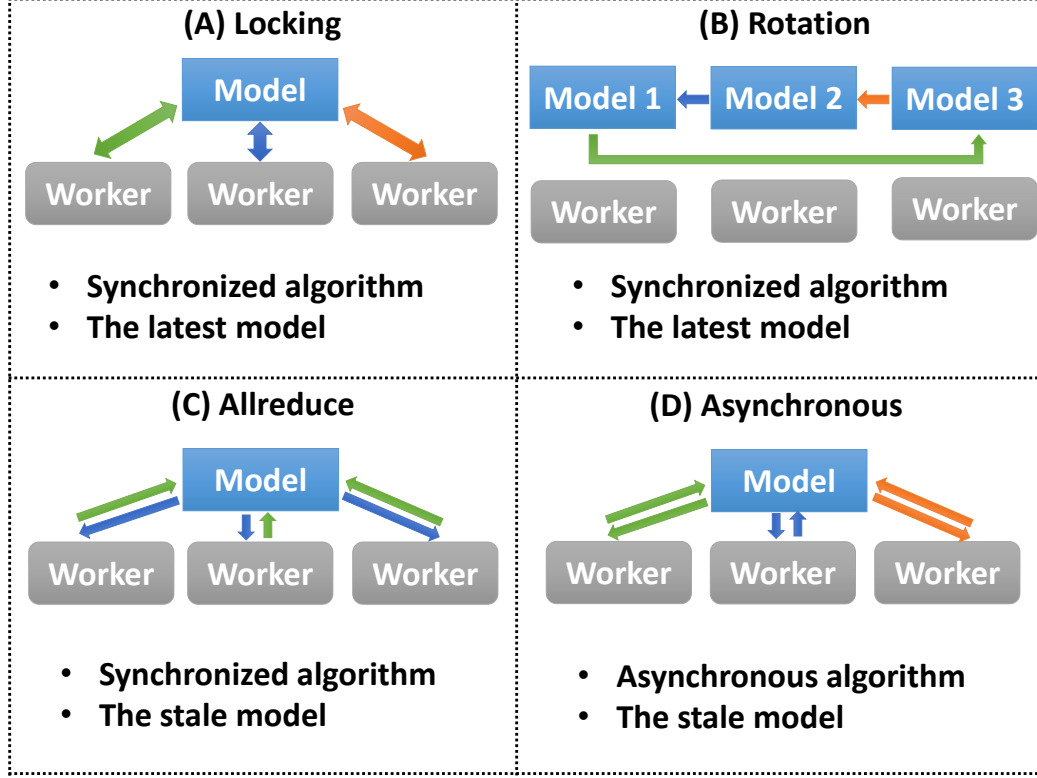 (A) Locking
Model
Worker
Worker
Worker
• Synchronized algorithm
• The latest model
(B) Rotation
Model 1
Model 2
Model 3
Worker
Worker
Worker
• Synchronized algorithm
• The latest model
(C) Allreduce
Model
Worker
Worker
Worker
• Synchronized algorithm
• The stale model
(D) Asynchronous
Model
Worker
Worker
Worker
• Asynchronous algorithm
• The stale model